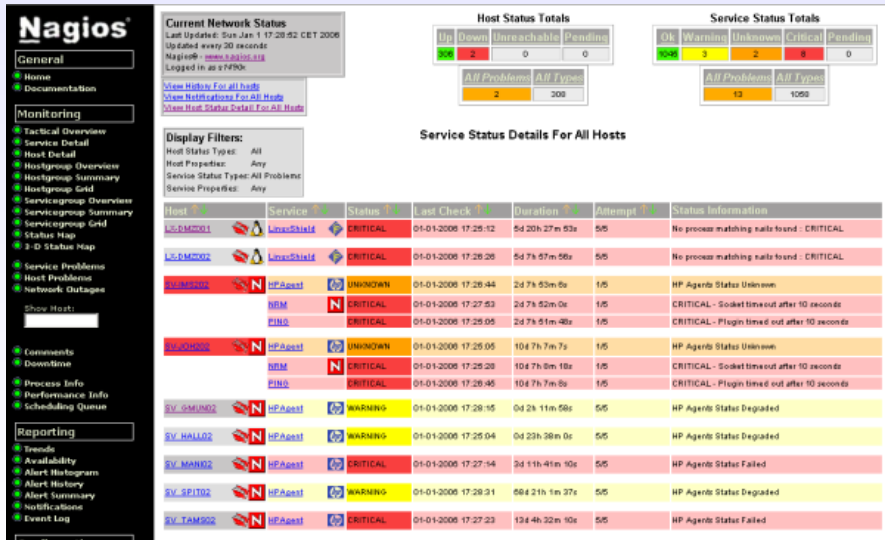 Nagios®
General
Home
Documentation
Monitoring
Tactical Overview
Service Detail
Host Detail
Hostgroup Overview
Hostgroup Summary
Hostgroup Grid
Servicegroup Overview
Servicegroup Summary
Servicegroup Grid
Status Map
3-D Status Map
Service Problems
Host Problems
Network Outages
Show Host:
Comments
Downtime
Process Info
Performance Info
Scheduling Queue
Reporting
Trends
Availability
Alert Histogram
Alert History
Alert Summary
Notifications
Event Log
Current Network Status
Last Updated: Sun Jan 1 17:28:52 CET 2006
Updated every 30 seconds
Nagios® - www.nagios.org
Logged in as
View History For all hosts
View Notifications For All Hosts
View Host Status Detail For All Hosts
Host Status Totals
Up Down Unreachable Pending
306 2 0 0
All Problems All Types
2 308
Service Status Totals
Ok Warning Unknown Critical Pending
3 2 8 0
All Problems All Types
13 1058
Display Filters:
Host Status Types: All
Host Properties: Any
Service Status Types: All Problems
Service Properties: Any
Service Status Details For All Hosts
Host Service Status Last Check Duration Attempt Status Information
LX-DMZ001 LinuxShield CRITICAL 01-01-2006 17:25:12 5d 20h 27m 53s 5/5 No process matching nails found : CRITICAL
LX-DMZ002 LinuxShield CRITICAL 01-01-2006 17:26:26 5d 7h 57m 56s 5/5 No process matching nails found : CRITICAL
SV-IMS202 HPAgent UNKNOWN 01-01-2006 17:26:44 2d 7h 53m 6s 1/5 HP Agents Status Unknown
NRM CRITICAL 01-01-2006 17:27:53 2d 7h 52m 0s 1/5 CRITICAL - Socket timeout after 10 seconds
PING CRITICAL 01-01-2006 17:25:05 2d 7h 51m 48s 1/5 CRITICAL - Plugin timed out after 10 seconds
SV-JOH202 HPAgent UNKNOWN 01-01-2006 17:25:05 10d 7h 7m 7s 1/5 HP Agents Status Unknown
NRM CRITICAL 01-01-2006 17:25:28 10d 7h 8m 18s 1/5 CRITICAL - Socket timeout after 10 seconds
PING CRITICAL 01-01-2006 17:26:45 10d 7h 7m 8s 1/5 CRITICAL - Plugin timed out after 10 seconds
SV_GMUN02 HPAgent WARNING 01-01-2006 17:28:15 0d 2h 11m 58s 5/5 HP Agents Status Degraded
SV_HALL02 HPAgent WARNING 01-01-2006 17:25:04 0d 23h 38m 0s 5/5 HP Agents Status Degraded
SV_MANI02 HPAgent CRITICAL 01-01-2006 17:27:14 3d 11h 41m 10s 5/5 HP Agents Status Failed
SV_SPIT02 HPAgent WARNING 01-01-2006 17:28:31 68d 21h 1m 37s 5/5 HP Agents Status Degraded
SV_TAMS02 HPAgent CRITICAL 01-01-2006 17:27:23 13d 4h 32m 10s 5/5 HP Agents Status Failed